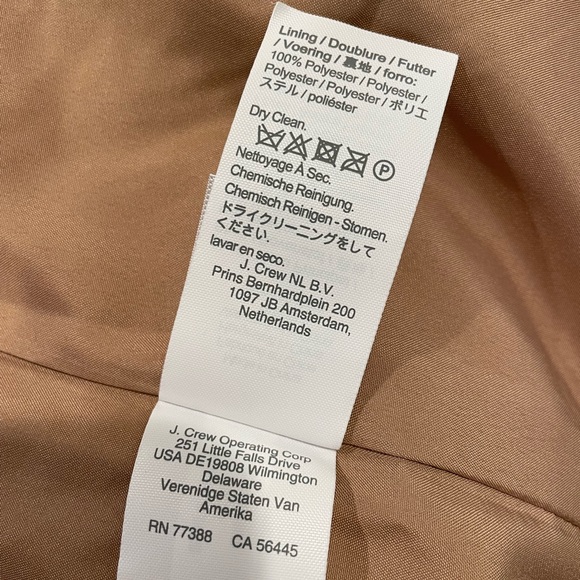 Lining / Doublure / Futter
/ Voering / 裏地 / forro:
100% Polyester / Polyester /
Polyester / Polyester / ポリエ
ステル / poliéster
Dry Clean.
P
Nettoyage À Sec.
Chemische Reinigung.
Chemisch Reinigen - Stomen.
ドライクリーニングをして
ください.
lavar en seco.
J. Crew NL B.V.
Prins Bernhardplein 200
1097 JB Amsterdam,
Netherlands
J. Crew Operating Corp
251 Little Falls Drive
USA DE19808 Wilmington
Delaware
Verenidge Staten Van
Amerika
RN 77388 CA 56445